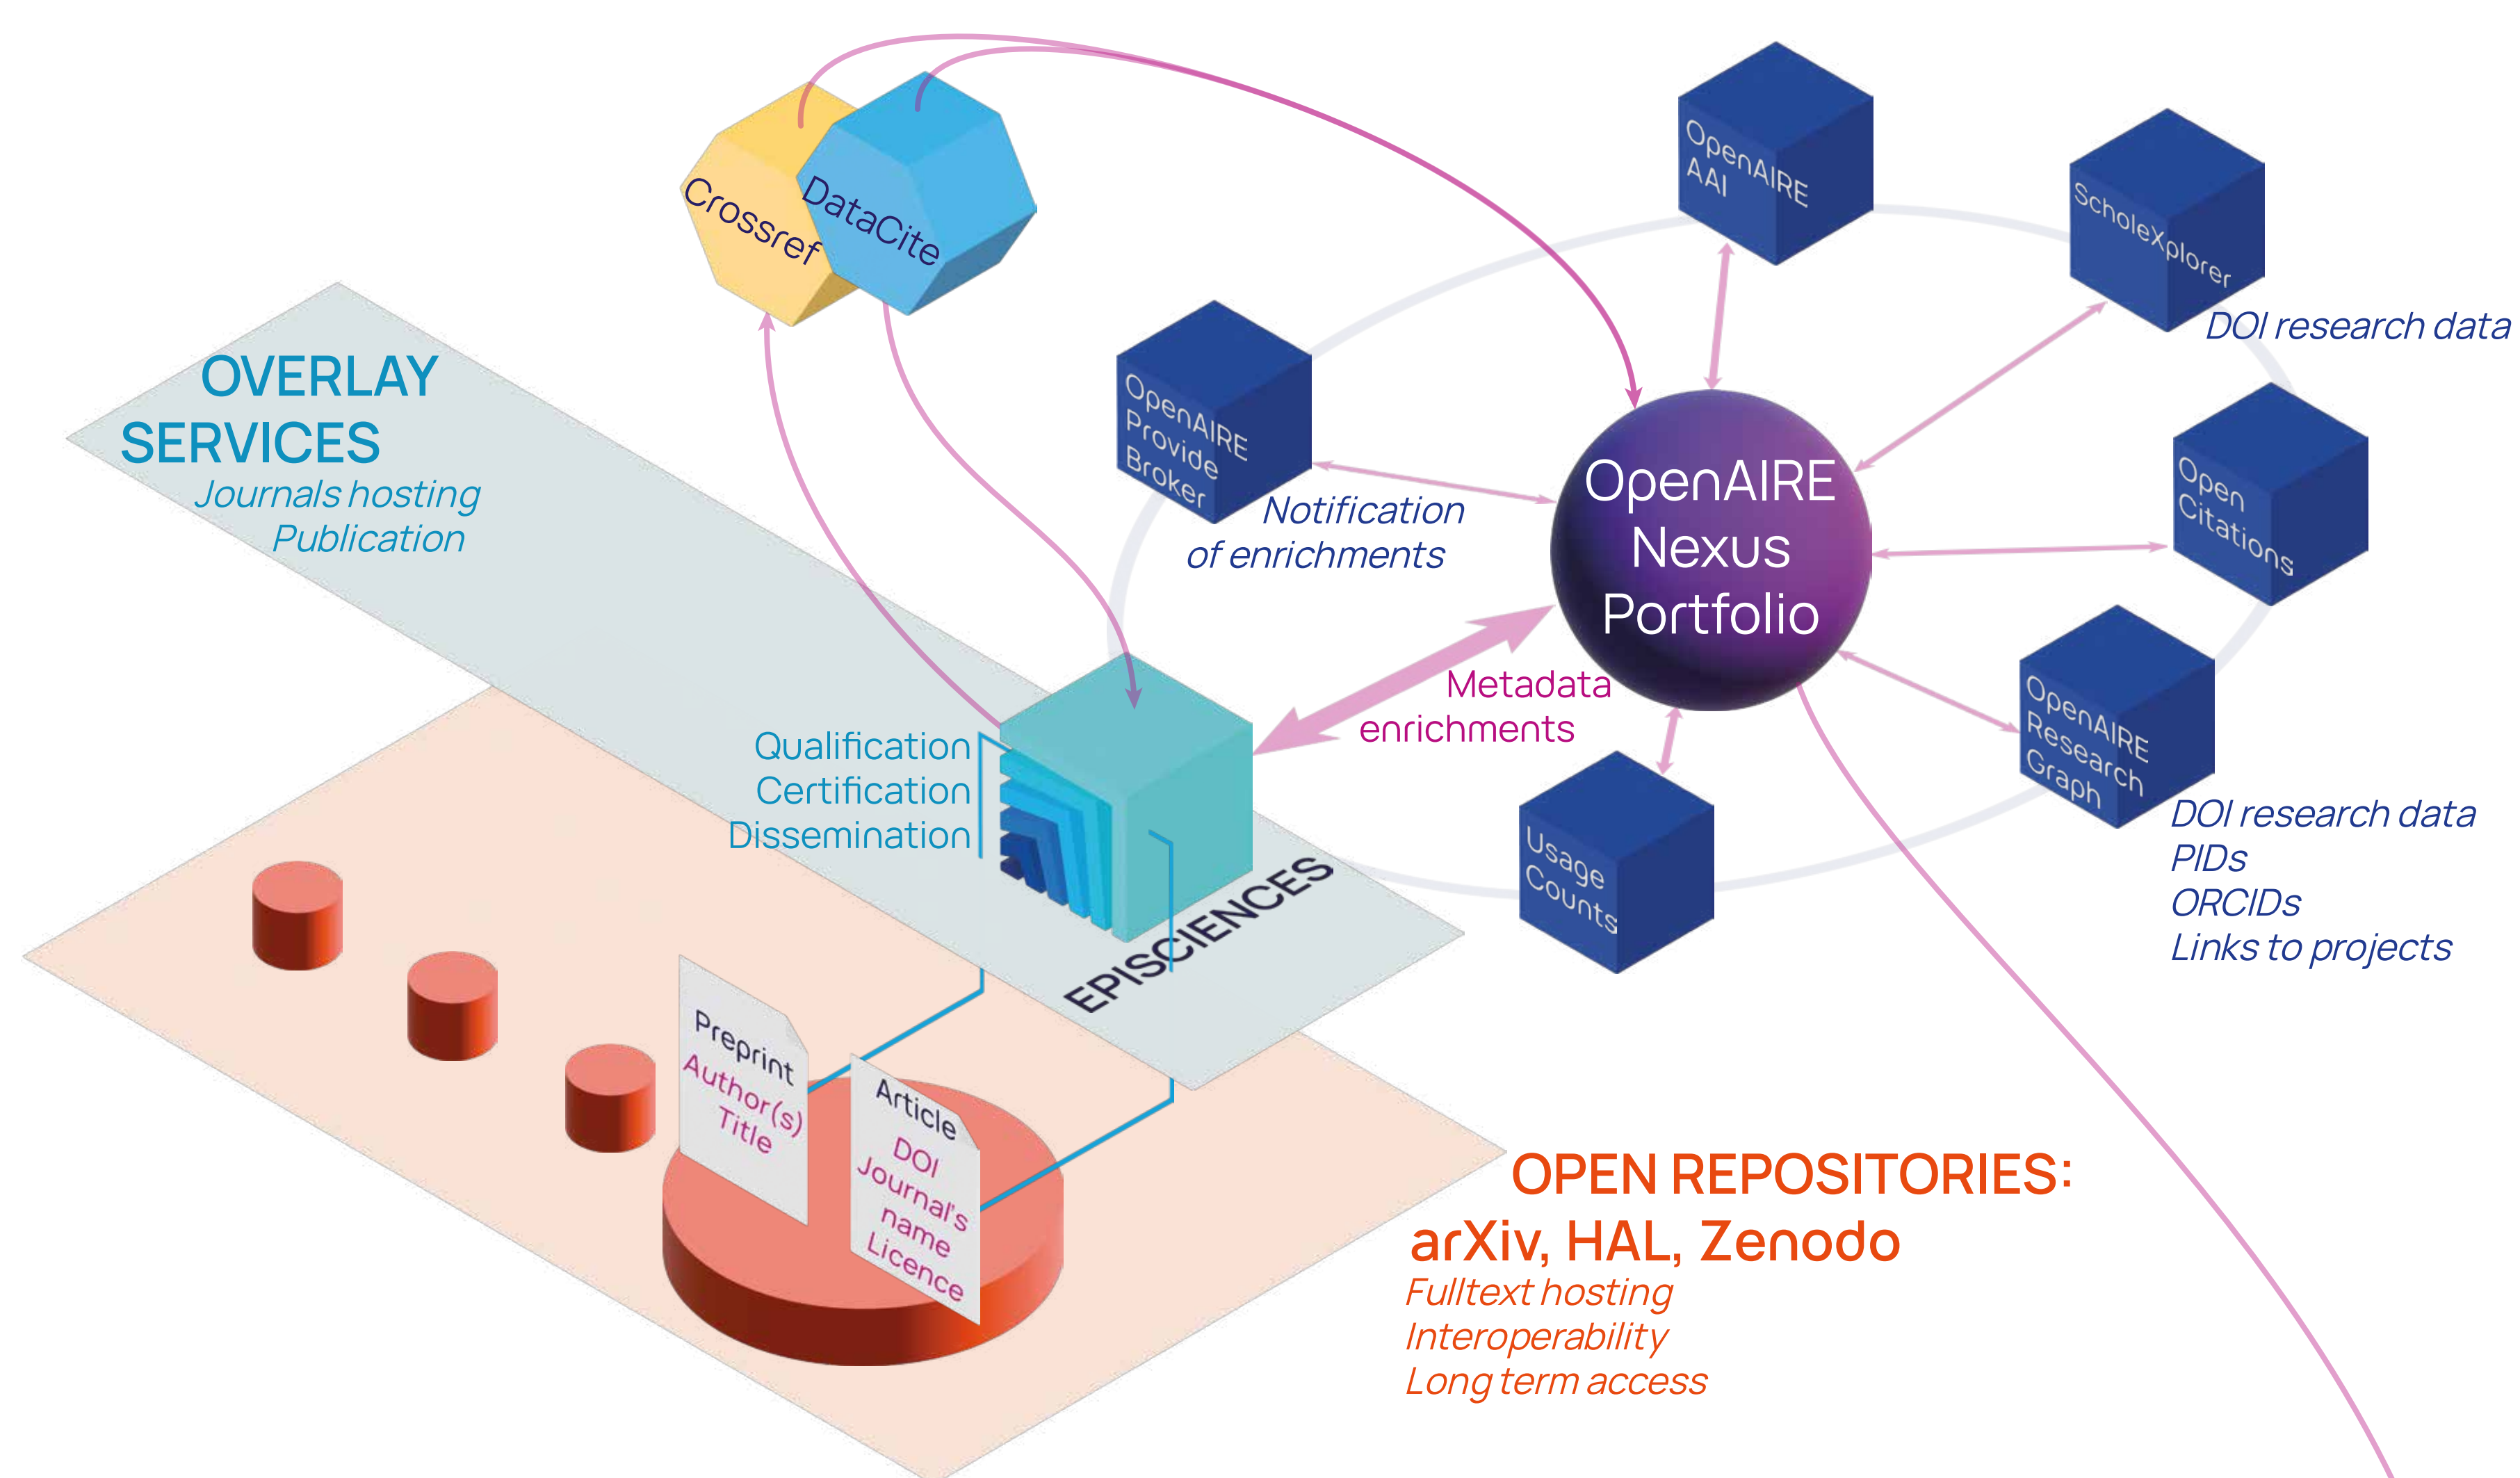 Crossref
DataCite
OpenAIRE
AAI
ScholeXplorer
DOI research data
OpenAIRE
Provide
Broker
Notification
of enrichments
Open
Citations
OpenAIRE
Nexus
Portfolio
OVERLAY
SERVICES
Journals hosting
Publication
Metadata
enrichments
OpenAIRE
Research
Graph
DOI research data
PIDs
ORCIDs
Links to projects
Usage
Counts
Qualification
Certification
Dissemination
EPISCIENCES
Preprint
Author(s)
Title
Article
DOI
Journal's
name
Licence
OPEN REPOSITORIES:
arXiv, HAL, Zenodo
Fulltext hosting
Interoperability
Long term access